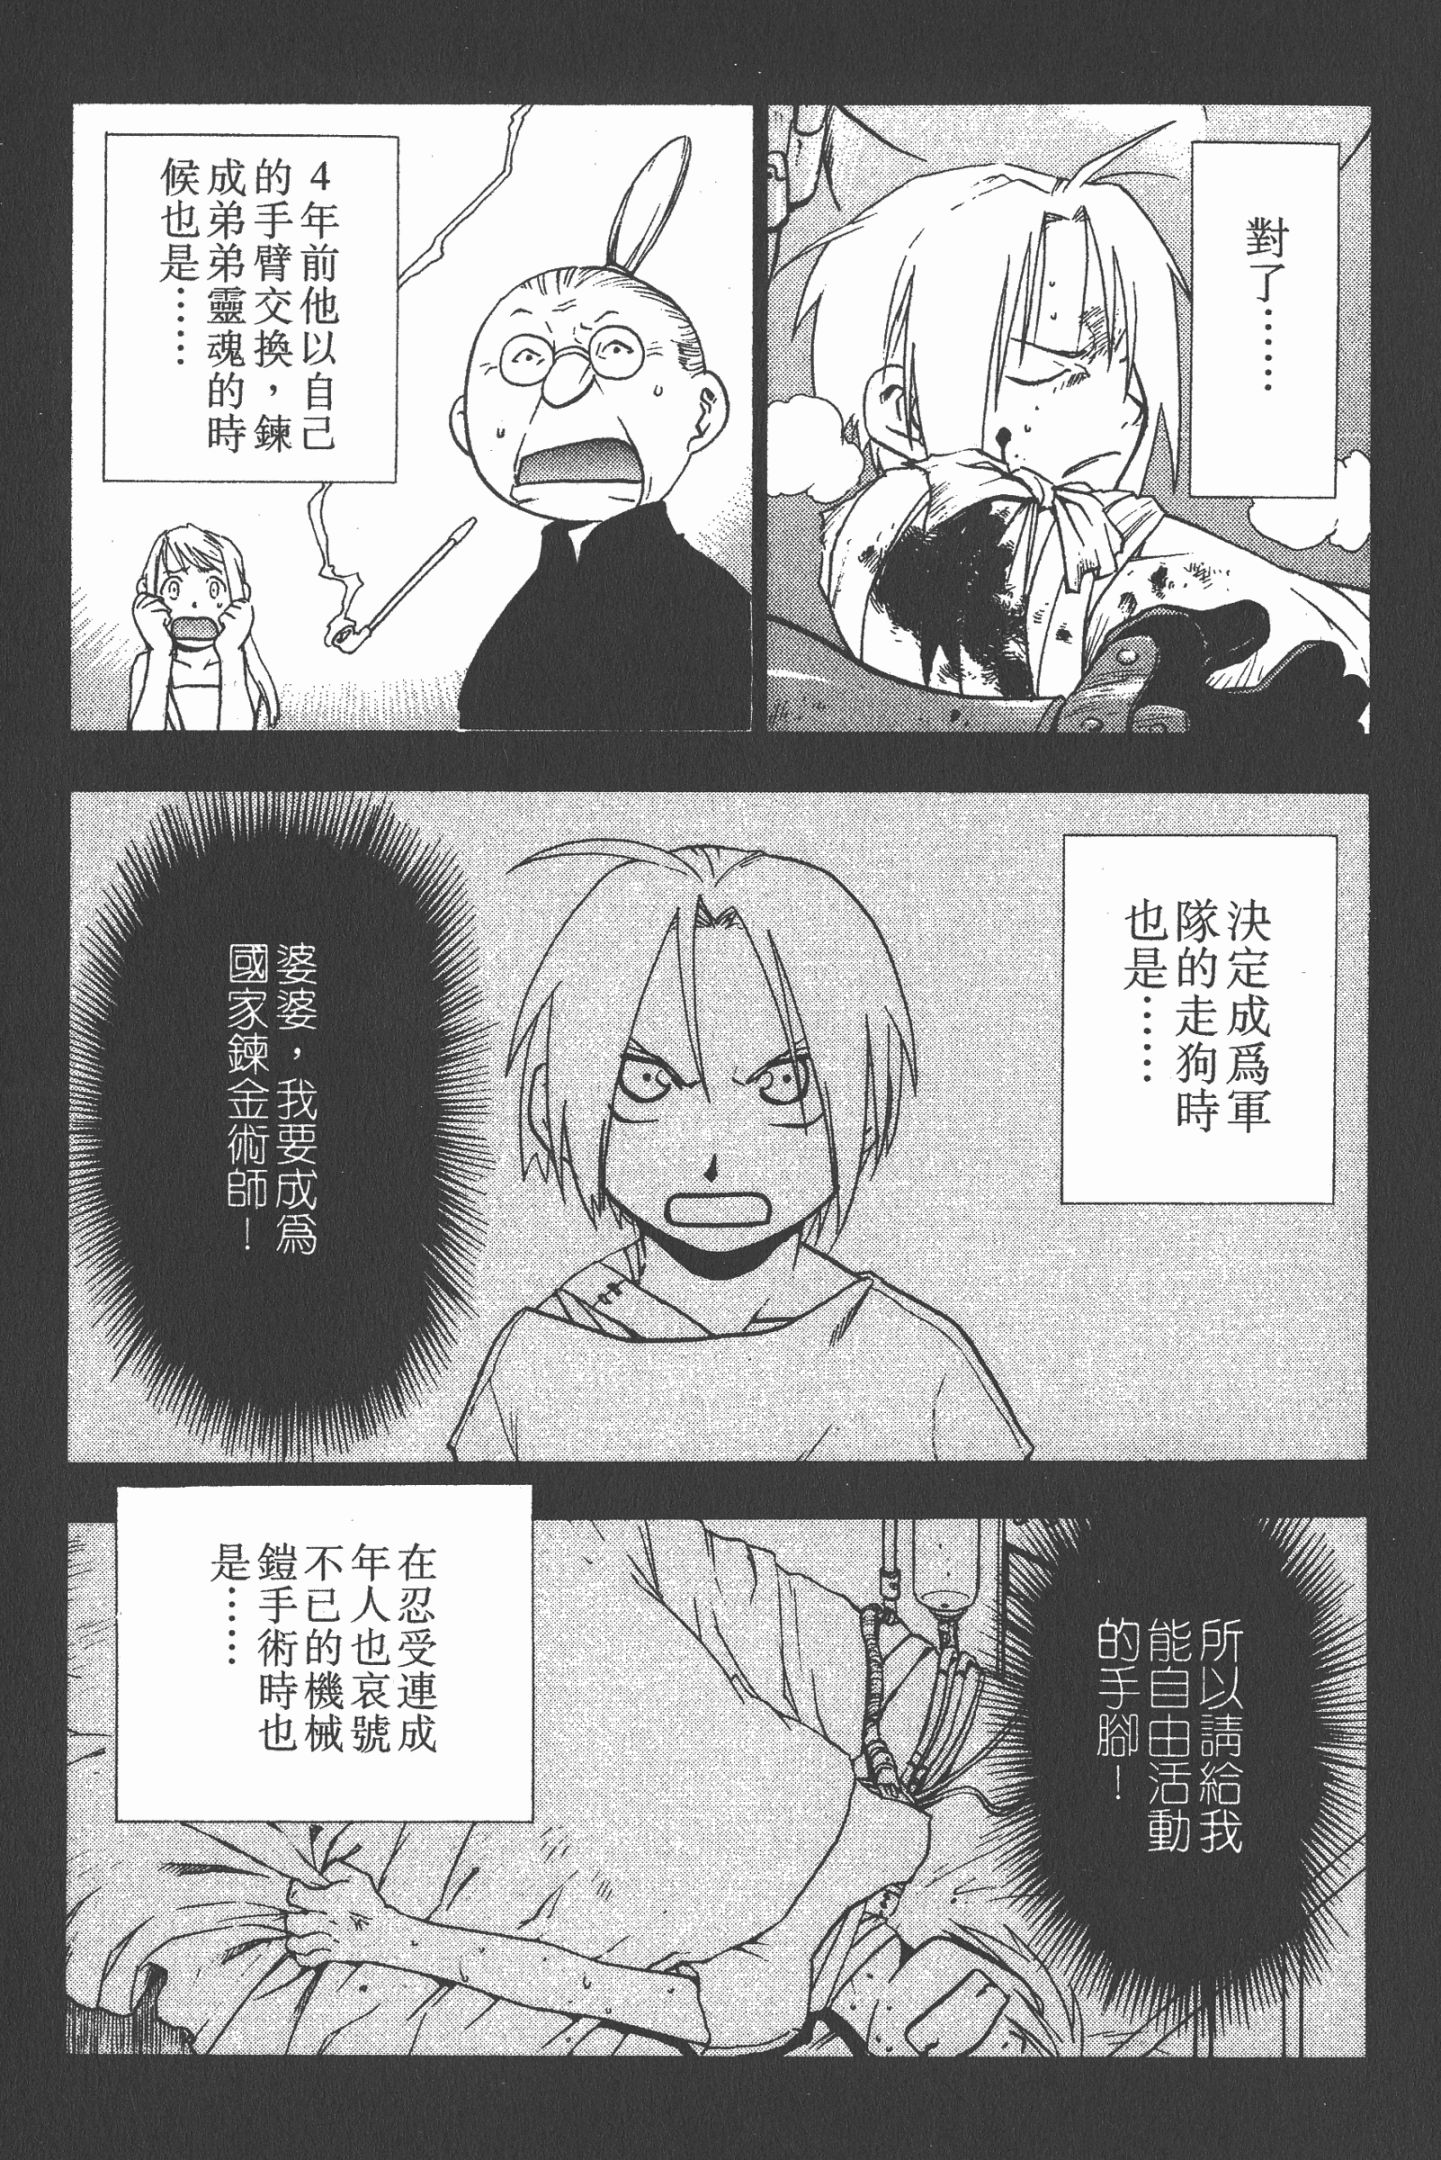 對了……
4年前他以自己
的手臂交換，鍊
成弟弟靈魂的時
候也是……
決定成爲軍
隊的走狗時
也是……
婆婆，我要成爲
國家鍊金術師！
所以請給我
能自由活動
的手腳！
在忍受連成
年人也哀號
不已的機械
鎧手術時也
是……